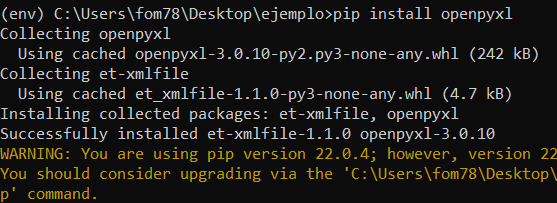 (env) C:\Users\fom78\Desktop\ejemplo>pip install openpyxl
Collecting openpyxl
  Using cached openpyxl-3.0.10-py2.py3-none-any.whl (242 kB)
Collecting et-xmlfile
  Using cached et_xmlfile-1.1.0-py3-none-any.whl (4.7 kB)
Installing collected packages: et-xmlfile, openpyxl
Successfully installed et-xmlfile-1.1.0 openpyxl-3.0.10
WARNING: You are using pip version 22.0.4; however, version 22
You should consider upgrading via the 'C:\Users\fom78\Desktop\
p' command.